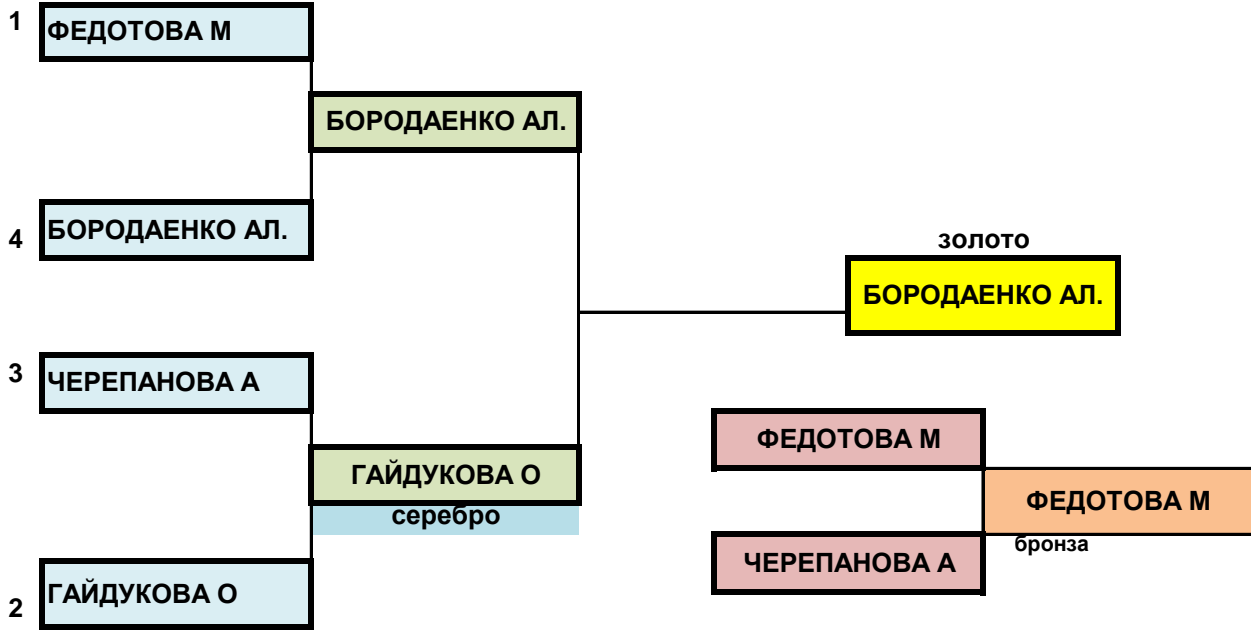 1
ФЕДОТОВА М
БОРОДАЕНКО АЛ.
4
БОРОДАЕНКО АЛ.
золото
БОРОДАЕНКО АЛ.
3
ЧЕРЕПАНОВА А
ФЕДОТОВА М
ГАЙДУКОВА О
серебро
ФЕДОТОВА М
бронза
ЧЕРЕПАНОВА А
2
ГАЙДУКОВА О